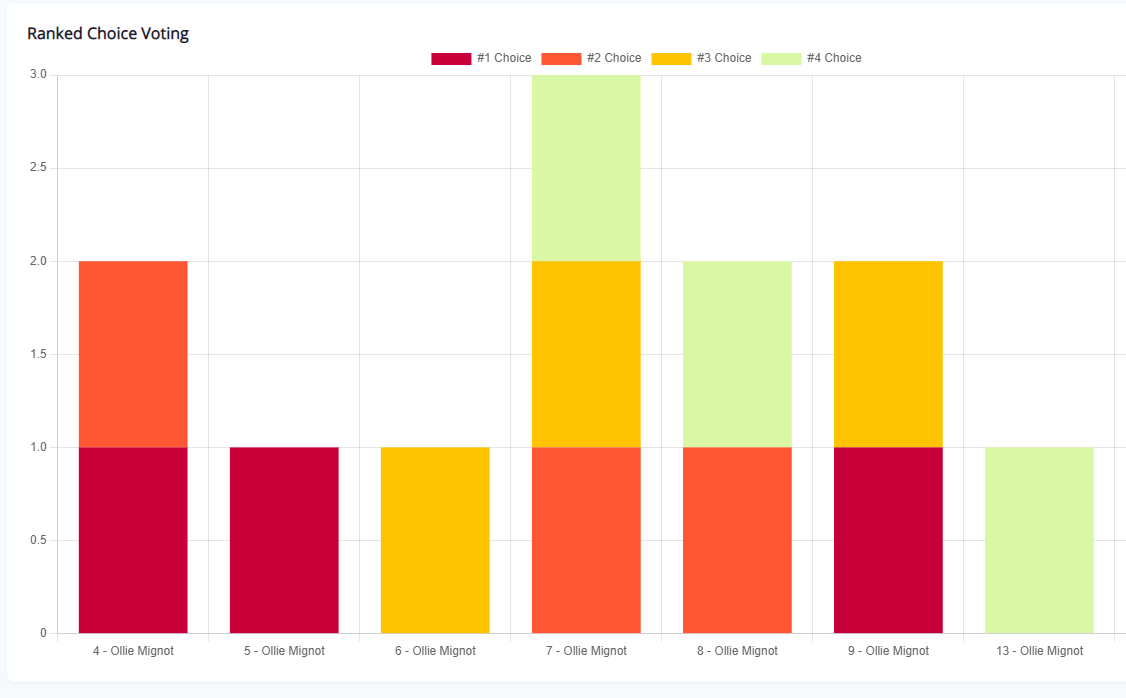 Ranked Choice Voting
#1 Choice #2 Choice #3 Choice #4 Choice
3.0
2.5
2.0
1.5
1.0
0.5
0
4 - Ollie Mignot 5 - Ollie Mignot 6 - Ollie Mignot 7 - Ollie Mignot 8 - Ollie Mignot 9 - Ollie Mignot 13 - Ollie Mignot